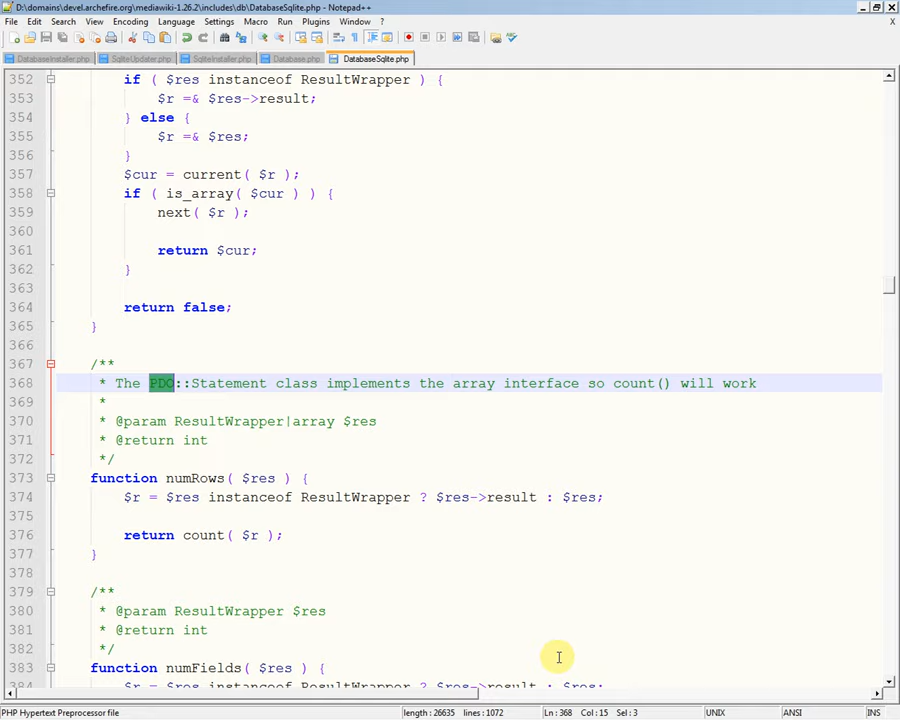 D:\domains\devel.archefire.org\mediawiki-1.26.2\includes\db\DatabaseSqlite.php - Notepad++
File Edit Search View Encoding Language Settings Macro Run Plugins Window ?
DatabaseInstaller.php SqliteUpdater.php SqliteInstaller.php Database.php DatabaseSqlite.php
352 if ( $res instanceof ResultWrapper ) {
353 $r =& $res->result;
354 } else {
355 $r =& $res;
356 }
357 $cur = current( $r );
358 if ( is_array( $cur ) ) {
359 next( $r );
360
361 return $cur;
362 }
363
364 return false;
365 }
366
367 /**
368 * The PDO::Statement class implements the array interface so count() will work
369 *
370 * @param ResultWrapper|array $res
371 * @return int
372 */
373 function numRows( $res ) {
374 $r = $res instanceof ResultWrapper ? $res->result : $res;
375
376 return count( $r );
377 }
378
379 /**
380 * @param ResultWrapper $res
381 * @return int
382 */
383 function numFields( $res ) {
384 $r = $res instanceof ResultWrapper ? $res->result : $res;
PHP Hypertext Preprocessor file length : 26635 lines : 1072 Ln : 368 Col : 15 Sel : 3 UNIX ANSI INS